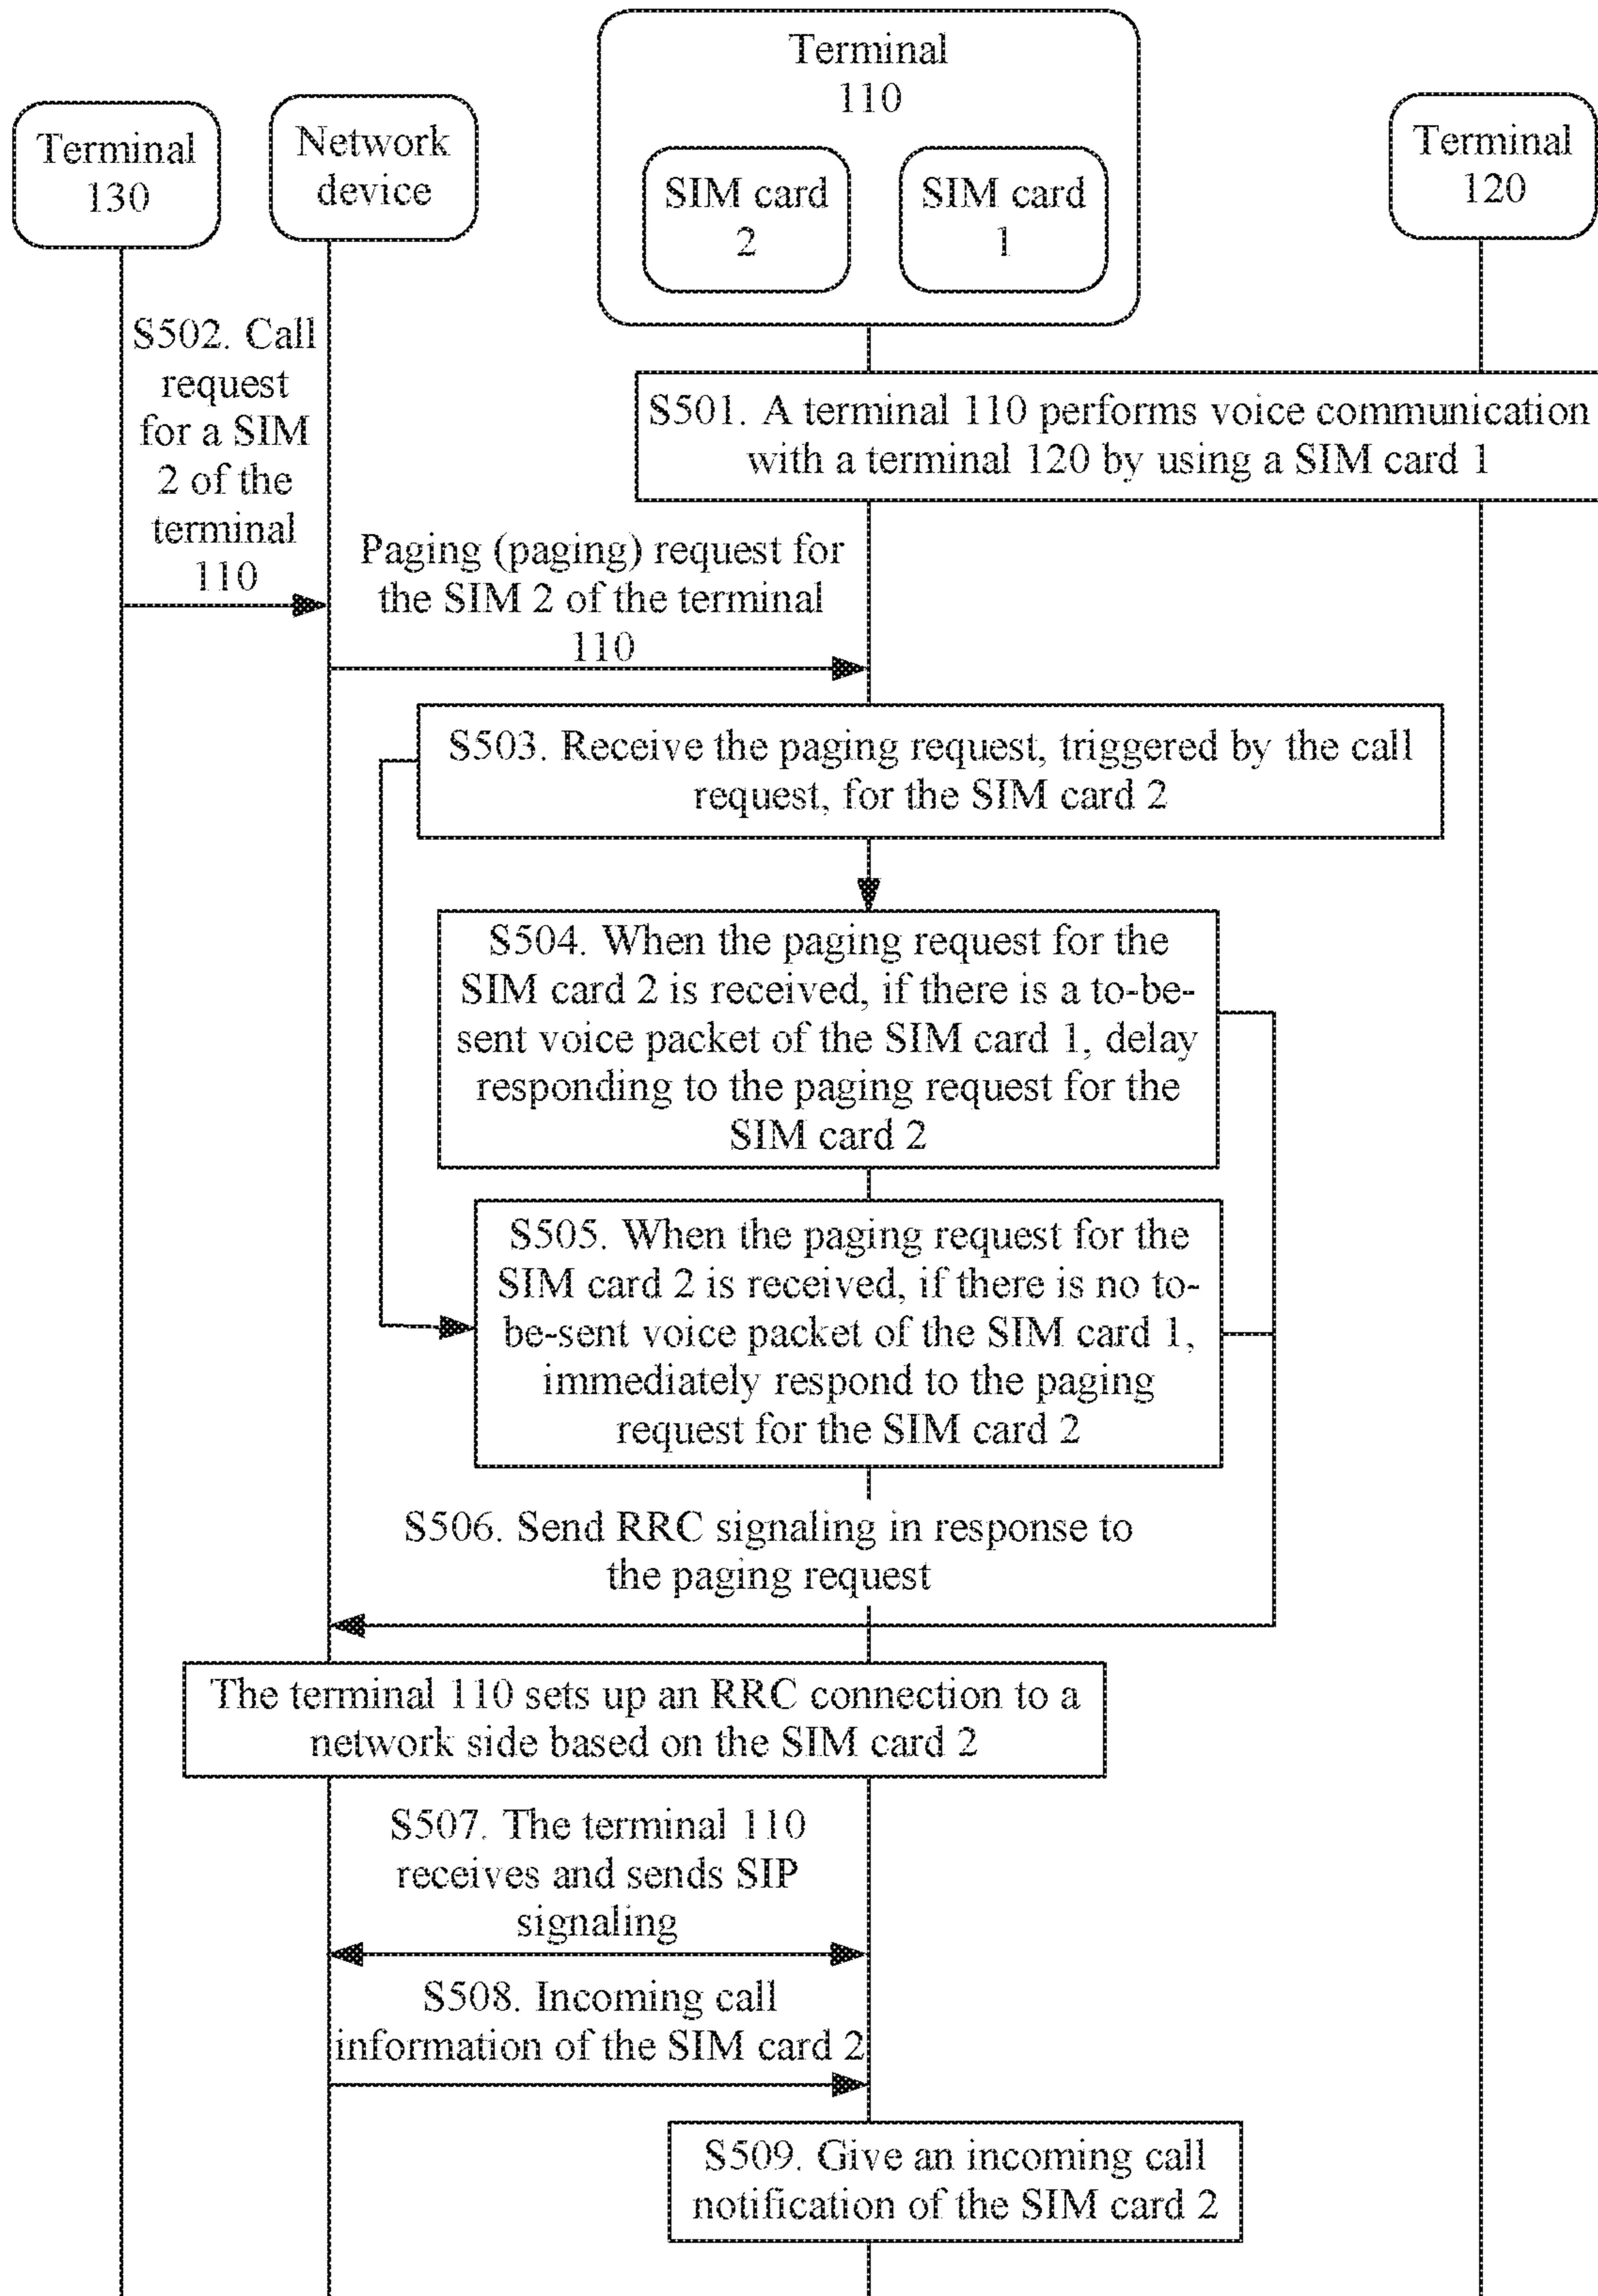 Terminal
110
Terminal
130
Network
device
SIM card
2
SIM card
1
Terminal
120
S502. Call
request
for a SIM
2 of the
terminal
110
S501. A terminal 110 performs voice communication
with a terminal 120 by using a SIM card 1
Paging (paging) request for
the SIM 2 of the terminal
110
S503. Receive the paging request, triggered by the call
request, for the SIM card 2
S504. When the paging request for the
SIM card 2 is received, if there is a to-be-
sent voice packet of the SIM card 1, delay
responding to the paging request for the
SIM card 2
S505. When the paging request for the
SIM card 2 is received, if there is no to-
be-sent voice packet of the SIM card 1,
immediately respond to the paging
request for the SIM card 2
S506. Send RRC signaling in response to
the paging request
The terminal 110 sets up an RRC connection to a
network side based on the SIM card 2
S507. The terminal 110
receives and sends SIP
signaling
S508. Incoming call
information of the SIM card 2
S509. Give an incoming call
notification of the SIM card 2